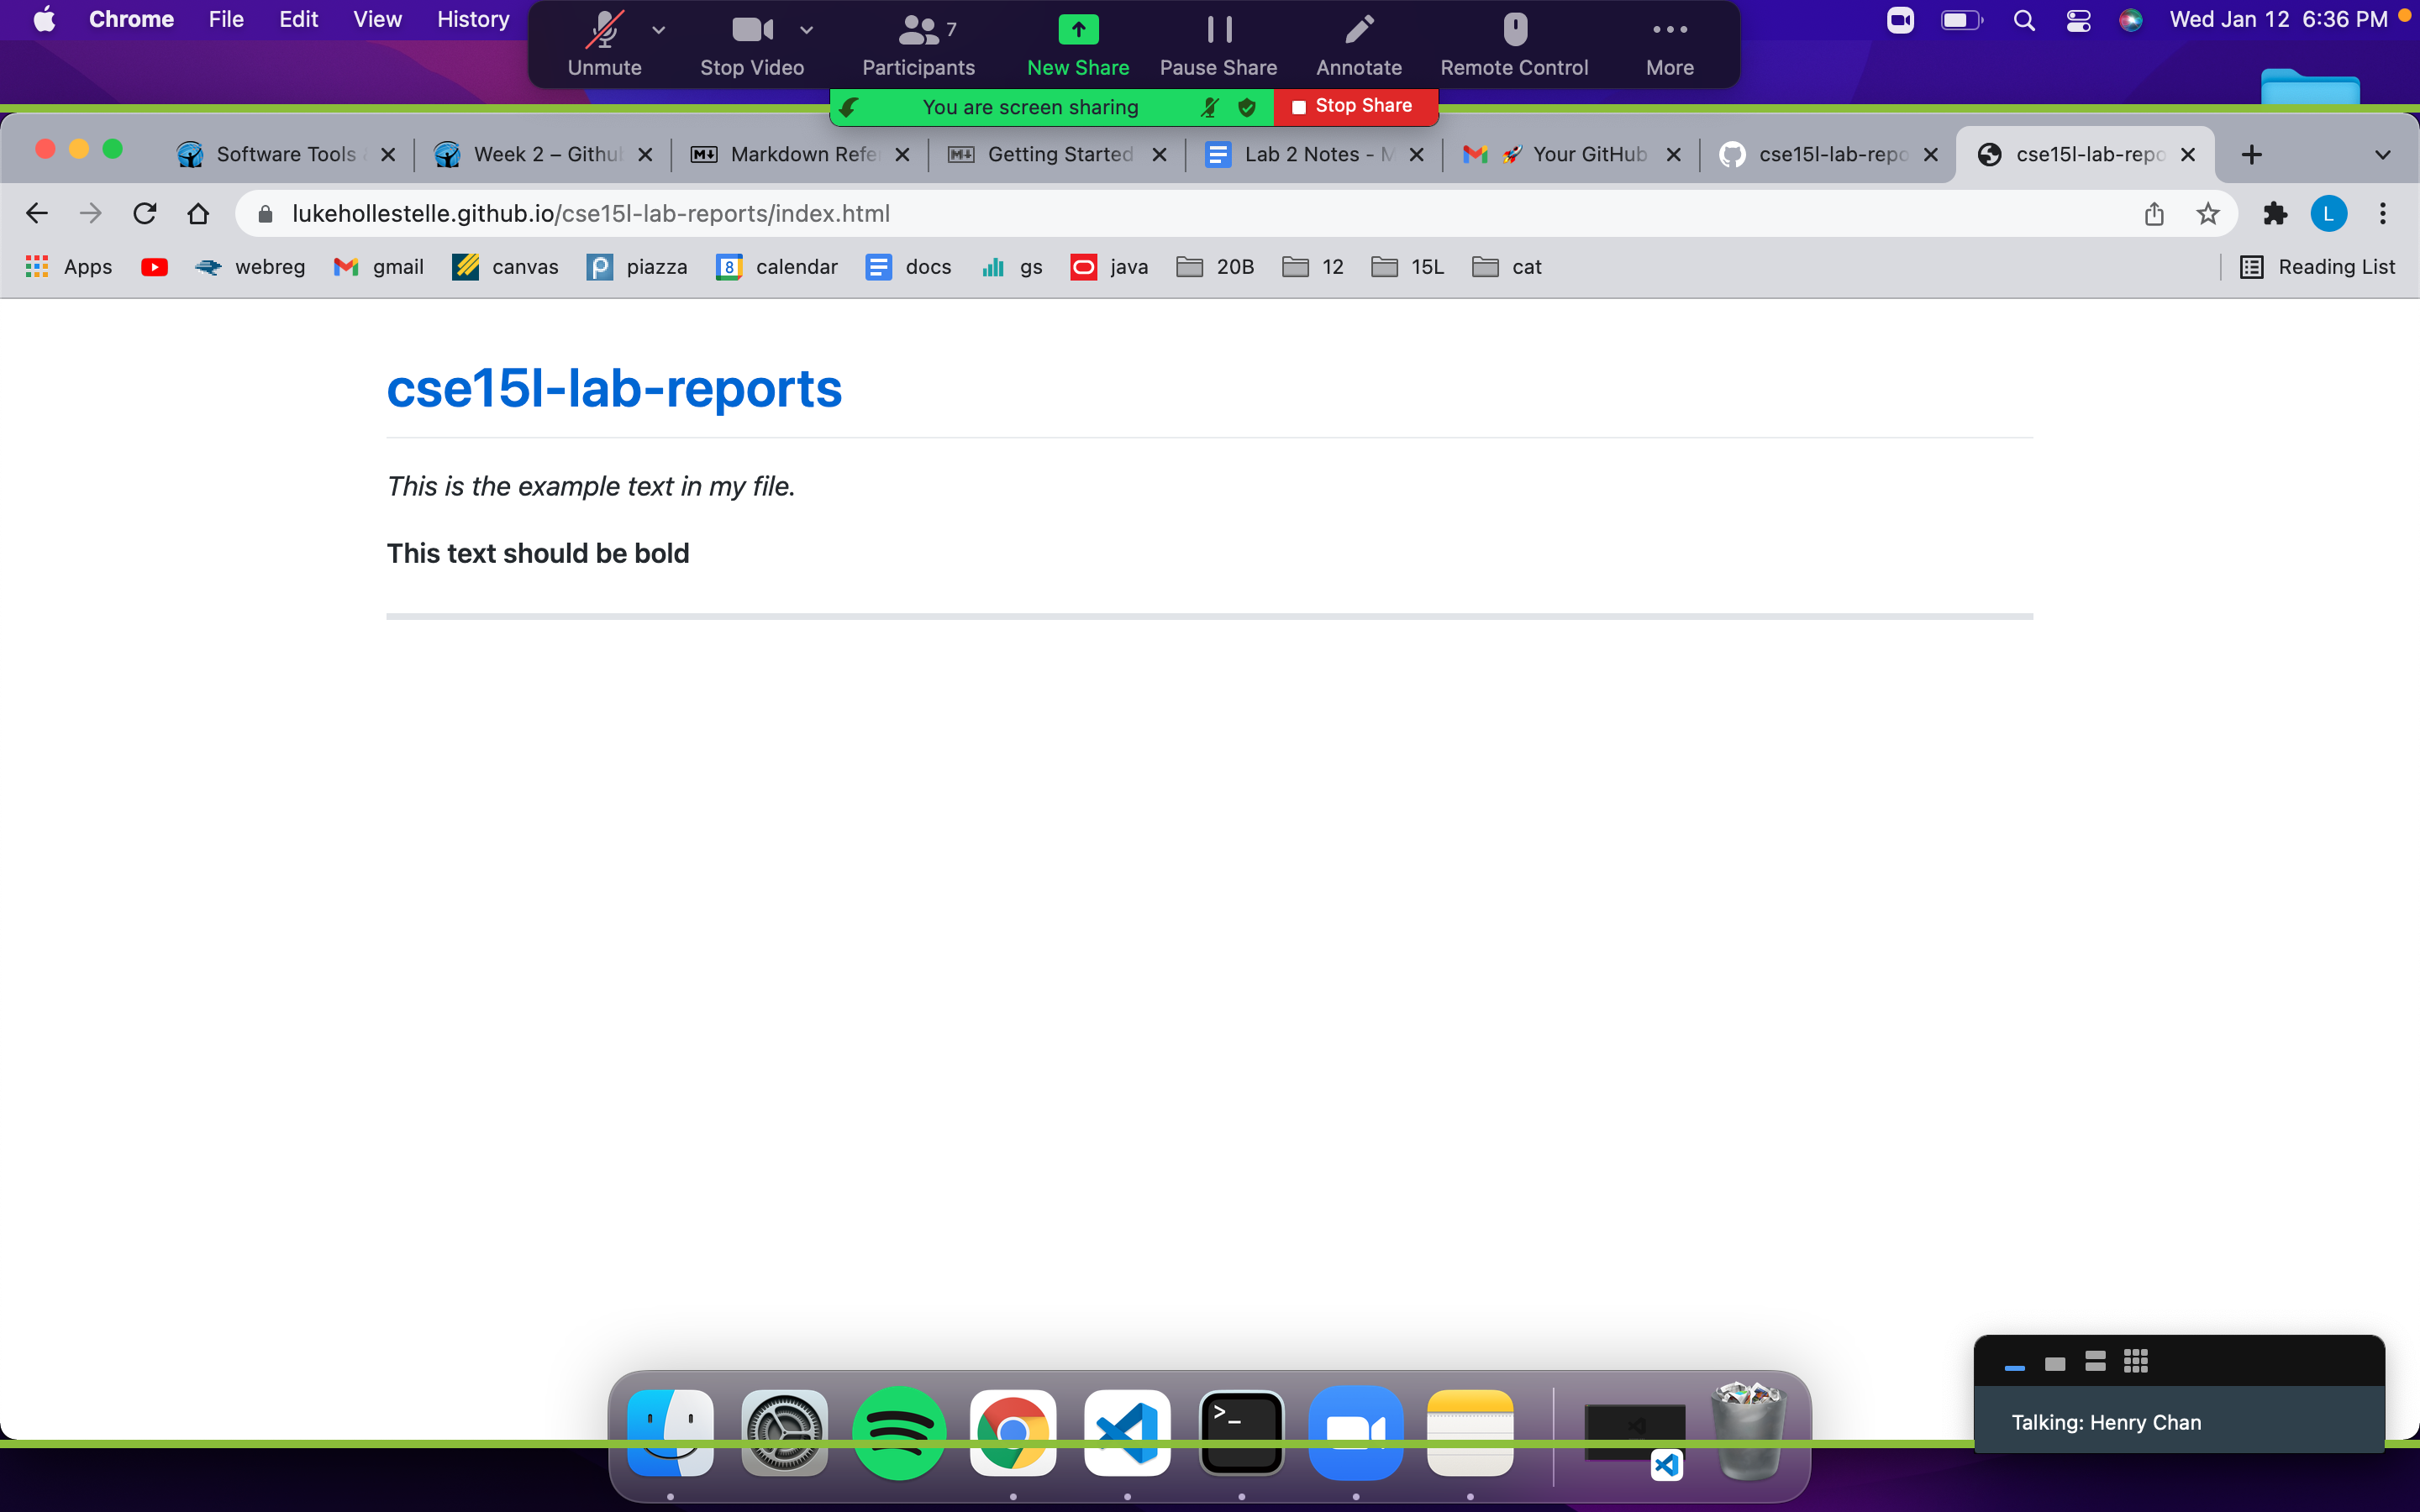 Chrome File Edit View History
Wed Jan 12 6:36 PM
7
Unmute Stop Video Participants New Share Pause Share Annotate Remote Control More
You are screen sharing Stop Share
Software Tools Week 2 – Githu Markdown Refe Getting Started Lab 2 Notes - M 🚀 Your GitHub cse15l-lab-repo cse15l-lab-repo
lukehollestelle.github.io/cse15l-lab-reports/index.html L
Apps webreg gmail canvas piazza 8 calendar docs gs java 20B 12 15L cat Reading List
cse15l-lab-reports
This is the example text in my file.
This text should be bold
Talking: Henry Chan